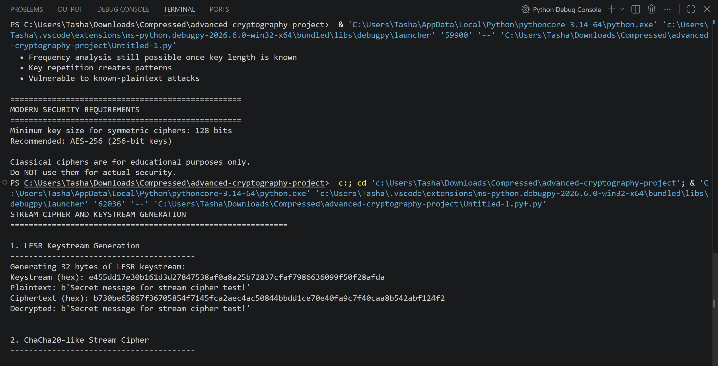 PROBLEMS OUTPUT DEBUG CONSOLE TERMINAL PORTS Python Debug Console
PS C:\Users\Tasha\Downloads\Compressed\advanced-cryptography-project> & 'C:\Users\Tasha\AppData\Local\Python\pythoncore-3.14-64\python.exe' 'c:\Users\
Tasha\.vscode\extensions\ms-python.debugpy-2026.6.0-win32-x64\bundled\libs\debugpy\launcher' '59900' '--' 'C:\Users\Tasha\Downloads\Compressed\advanced
-cryptography-project\Untitled-1.py'
• Frequency analysis still possible once key length is known
• Key repetition creates patterns
• Vulnerable to known-plaintext attacks
==================================================
MODERN SECURITY REQUIREMENTS
==================================================
Minimum key size for symmetric ciphers: 128 bits
Recommended: AES-256 (256-bit keys)
Classical ciphers are for educational purposes only.
Do NOT use them for actual security.
PS C:\Users\Tasha\Downloads\Compressed\advanced-cryptography-project> c:; cd 'c:\Users\Tasha\Downloads\Compressed\advanced-cryptography-project'; & 'C
:\Users\Tasha\AppData\Local\Python\pythoncore-3.14-64\python.exe' 'c:\Users\Tasha\.vscode\extensions\ms-python.debugpy-2026.6.0-win32-x64\bundled\libs\
debugpy\launcher' '62036' '--' 'C:\Users\Tasha\Downloads\Compressed\advanced-cryptography-project\Untitled-1.py+.py'
STREAM CIPHER AND KEYSTREAM GENERATION
============================================================
1. LFSR Keystream Generation
----------------------------------------
Generating 32 bytes of LFSR keystream:
Keystream (hex): e455dd17e30b161d3d27847538af0a8a25b72837cfaf7986636099f50f28afda
Plaintext: b'Secret message for stream cipher test!'
Ciphertext (hex): b730be65867f36705854f7145fca2aec4ac50844bbdd1ce70e40fa9c7f40caa8b542abf124f2
Decrypted: b'Secret message for stream cipher test!'
2. ChaCha20-like Stream Cipher
----------------------------------------